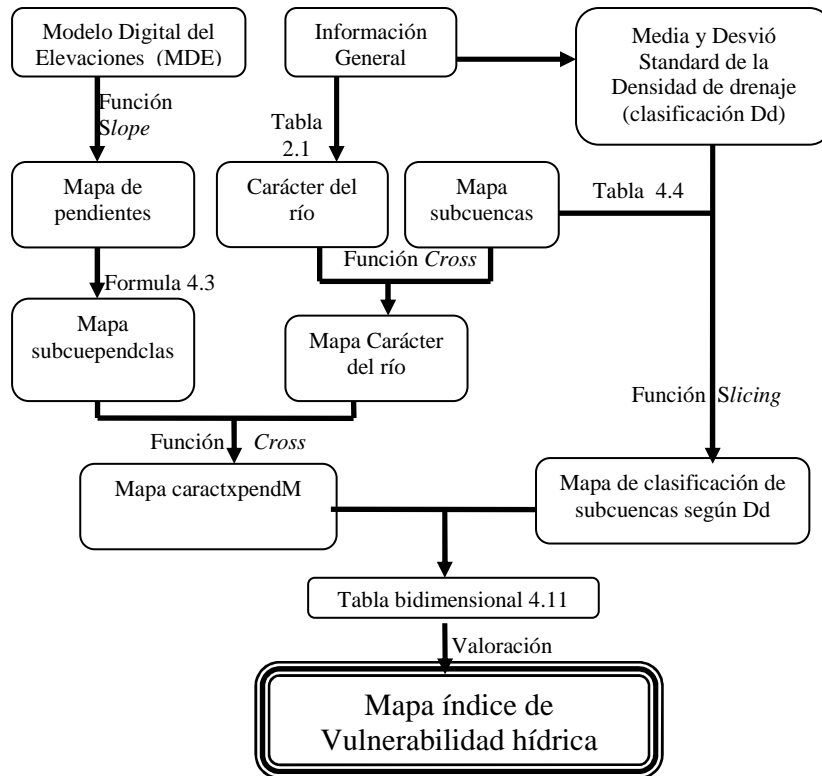 Modelo Digital del
Elevaciones (MDE)
Información
General
Media y Desvió
Standard de la
Densidad de drenaje
(clasificación Dd)
Función
Slope
Tabla
2.1
Mapa de
pendientes
Carácter del
río
Mapa
subcuencas
Tabla 4.4
Función Cross
Formula 4.3
Mapa
subcuependclas
Mapa Carácter
del río
Función Slicing
Función Cross
Mapa caractxpendM
Mapa de clasificación de
subcuencas según Dd
Tabla bidimensional 4.11
Valoración
Mapa índice de
Vulnerabilidad hídrica